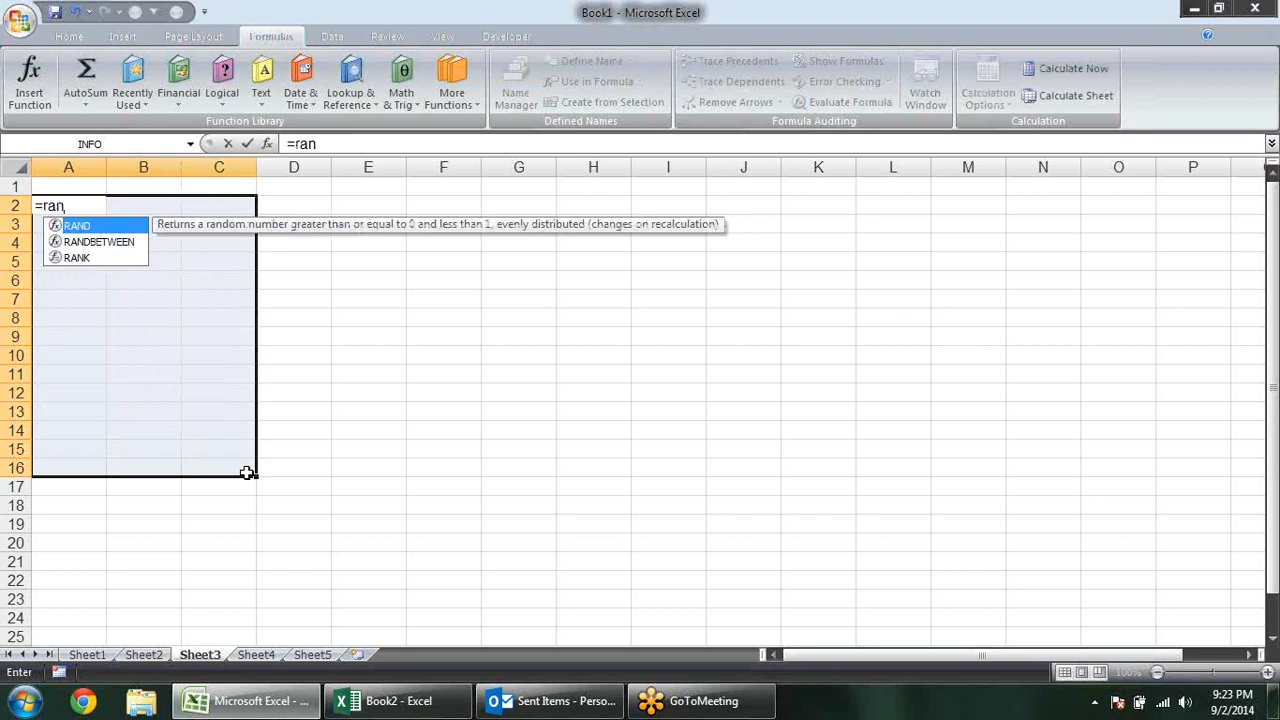 Book1 - Microsoft Excel
Home Insert Page Layout Formulas Data Review View Developer
Insert Function
AutoSum
Recently Used
Financial
Logical
Text
Date & Time
Lookup & Reference
Math & Trig
More Functions
Function Library
Name Manager
Define Name
Use in Formula
Create from Selection
Defined Names
Trace Precedents
Trace Dependents
Remove Arrows
Show Formulas
Error Checking
Evaluate Formula
Formula Auditing
Watch Window
Calculation Options
Calculate Now
Calculate Sheet
Calculation
INFO =ran
A B C D E F G H I J K L M N O P
1
2 =ran
3 RAND Returns a random number greater than or equal to 0 and less than 1, evenly distributed (changes on recalculation)
4 RANDBETWEEN
5 RANK
6
7
8
9
10
11
12
13
14
15
16
17
18
19
20
21
22
23
24
25
Sheet1 Sheet2 Sheet3 Sheet4 Sheet5
Enter 100%
Microsoft Excel - ... Book2 - Excel Sent Items - Perso... GoToMeeting
9:23 PM
9/2/2014